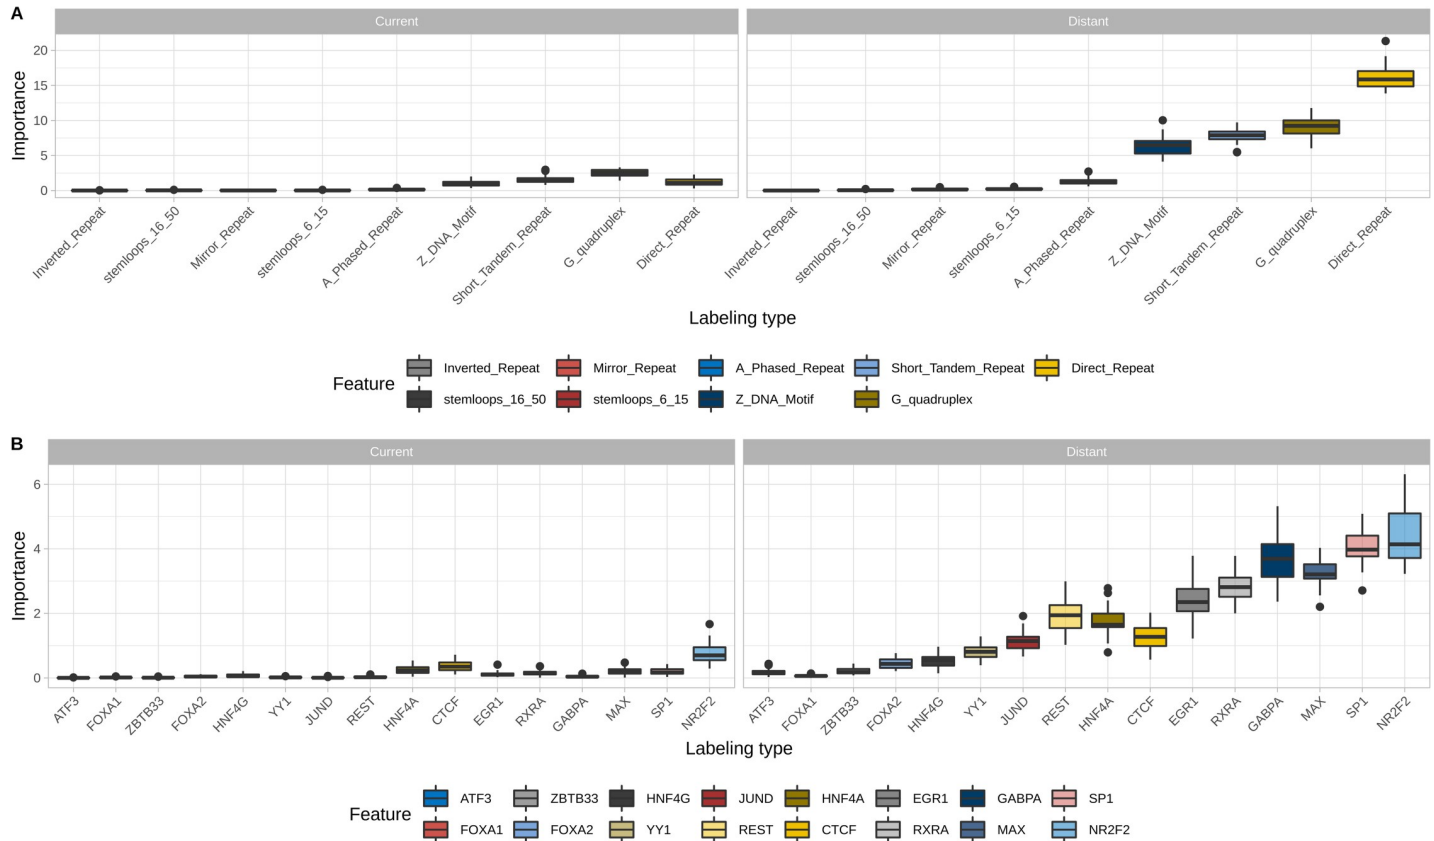 A
Current Distant
Importance
20
15
10
5
0
Inverted_Repeat stemloops_16_50 Mirror_Repeat stemloops_6_15 A_Phased_Repeat Z_DNA_Motif Short_Tandem_Repeat G_quadruplex Direct_Repeat Inverted_Repeat stemloops_16_50 Mirror_Repeat stemloops_6_15 A_Phased_Repeat Z_DNA_Motif Short_Tandem_Repeat G_quadruplex Direct_Repeat
Labeling type
Feature
Inverted_Repeat Mirror_Repeat A_Phased_Repeat Short_Tandem_Repeat Direct_Repeat
stemloops_16_50 stemloops_6_15 Z_DNA_Motif G_quadruplex
B
Current Distant
Importance
6
4
2
0
ATF3 FOXA1 ZBTB33 FOXA2 HNF4G YY1 JUND REST HNF4A CTCF EGR1 RXRA GABPA MAX SP1 NR2F2 ATF3 FOXA1 ZBTB33 FOXA2 HNF4G YY1 JUND REST HNF4A CTCF EGR1 RXRA GABPA MAX SP1 NR2F2
Labeling type
Feature
ATF3 ZBTB33 HNF4G JUND HNF4A EGR1 GABPA SP1
FOXA1 FOXA2 YY1 REST CTCF RXRA MAX NR2F2